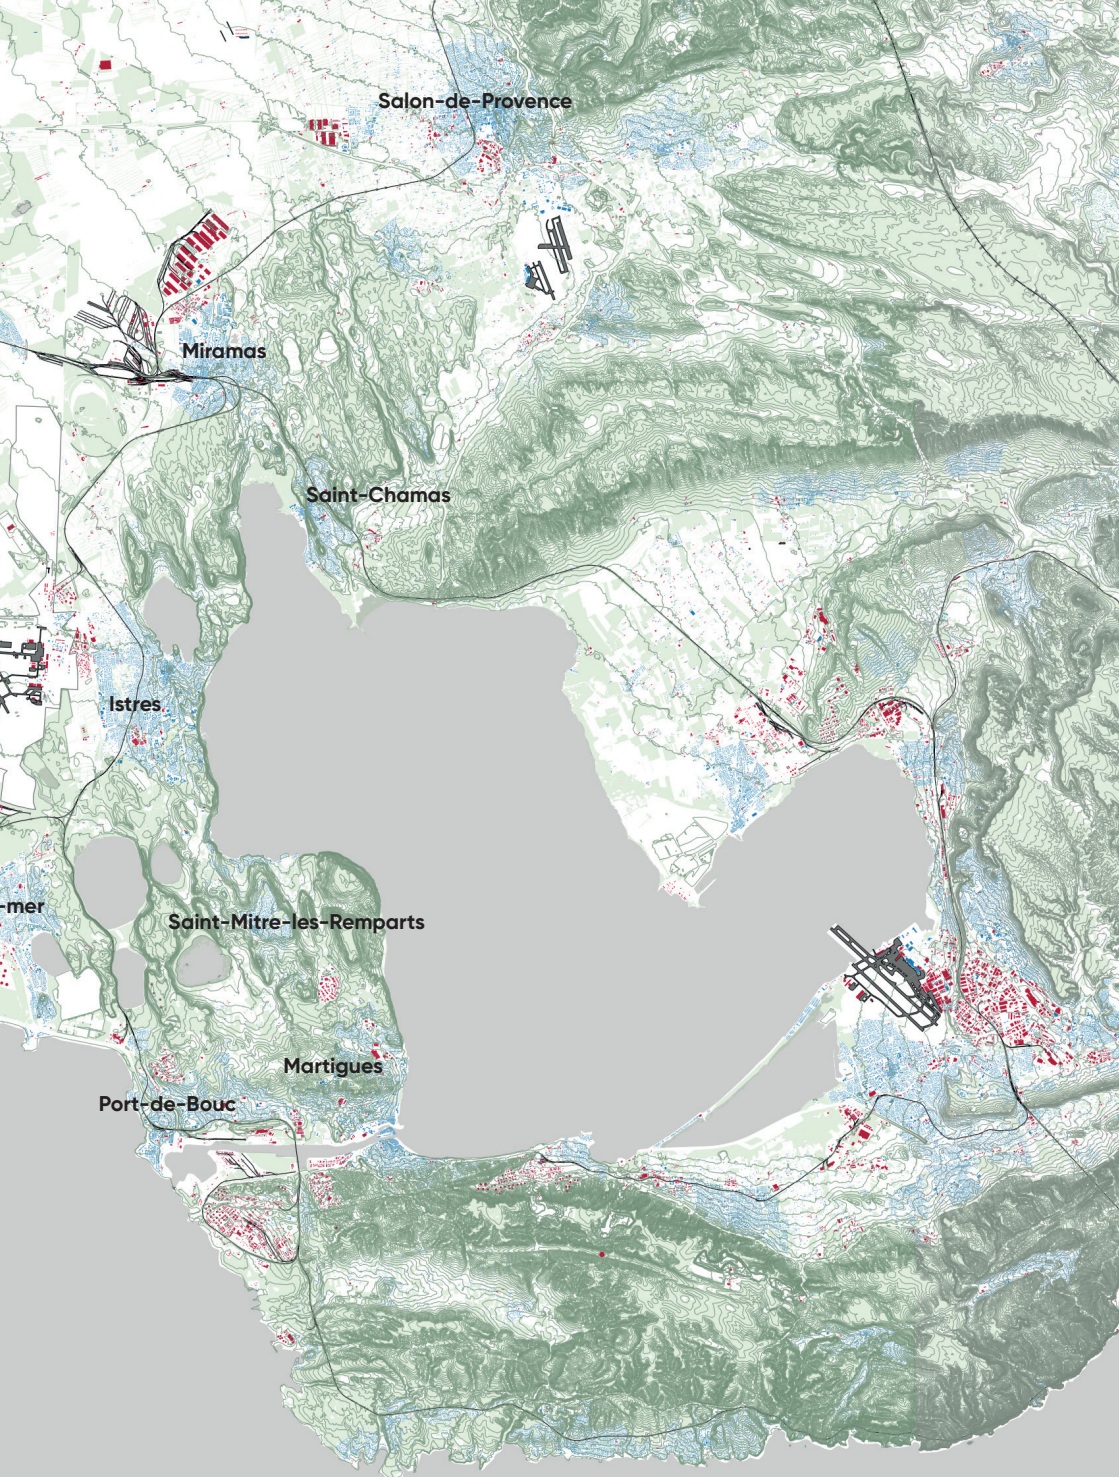 Salon-de-Provence
Miramas
Saint-Chamas
Istres
-mer
Saint-Mitre-les-Remparts
Martigues
Port-de-Bouc